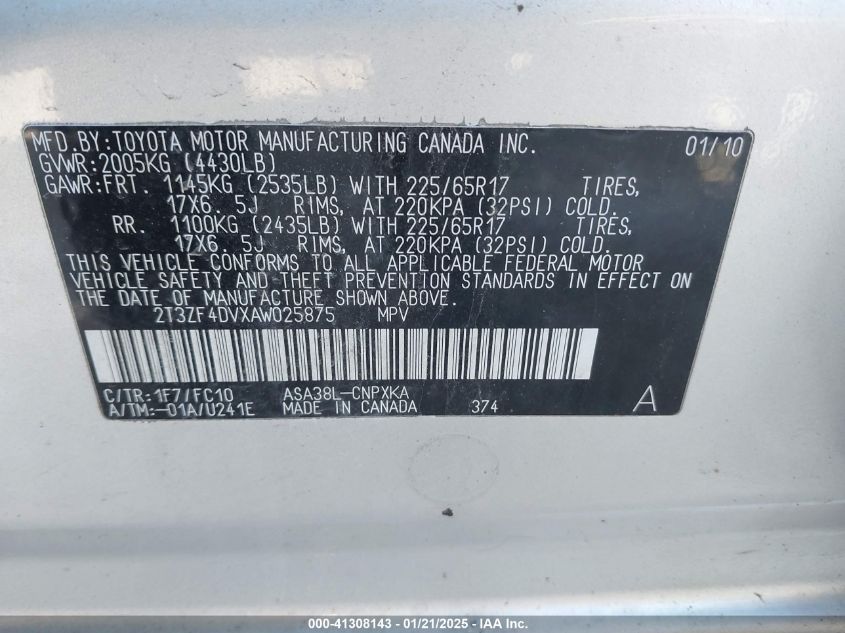 MFD.BY:TOYOTA MOTOR MANUFACTURING CANADA INC. 01/10
GVWR:2005KG (4430LB)
GAWR:FRT. 1145KG (2535LB) WITH 225/65R17 TIRES,
17X6. 5J RIMS, AT 220KPA (32PSI) COLD.
RR. 1100KG (2435LB) WITH 225/65R17 TIRES,
17X6. 5J RIMS, AT 220KPA (32PSI) COLD.
THIS VEHICLE CONFORMS TO ALL APPLICABLE FEDERAL MOTOR
VEHICLE SAFETY AND THEFT PREVENTION STANDARDS IN EFFECT ON
THE DATE OF MANUFACTURE SHOWN ABOVE.
2T3ZF4DVXAW025875 MPV
C/TR:1F7/FC10 ASA38L-CNPXKA A
A/TM:-01A/U241E MADE IN CANADA 374
000-41308143 - 01/21/2025 - IAA Inc.